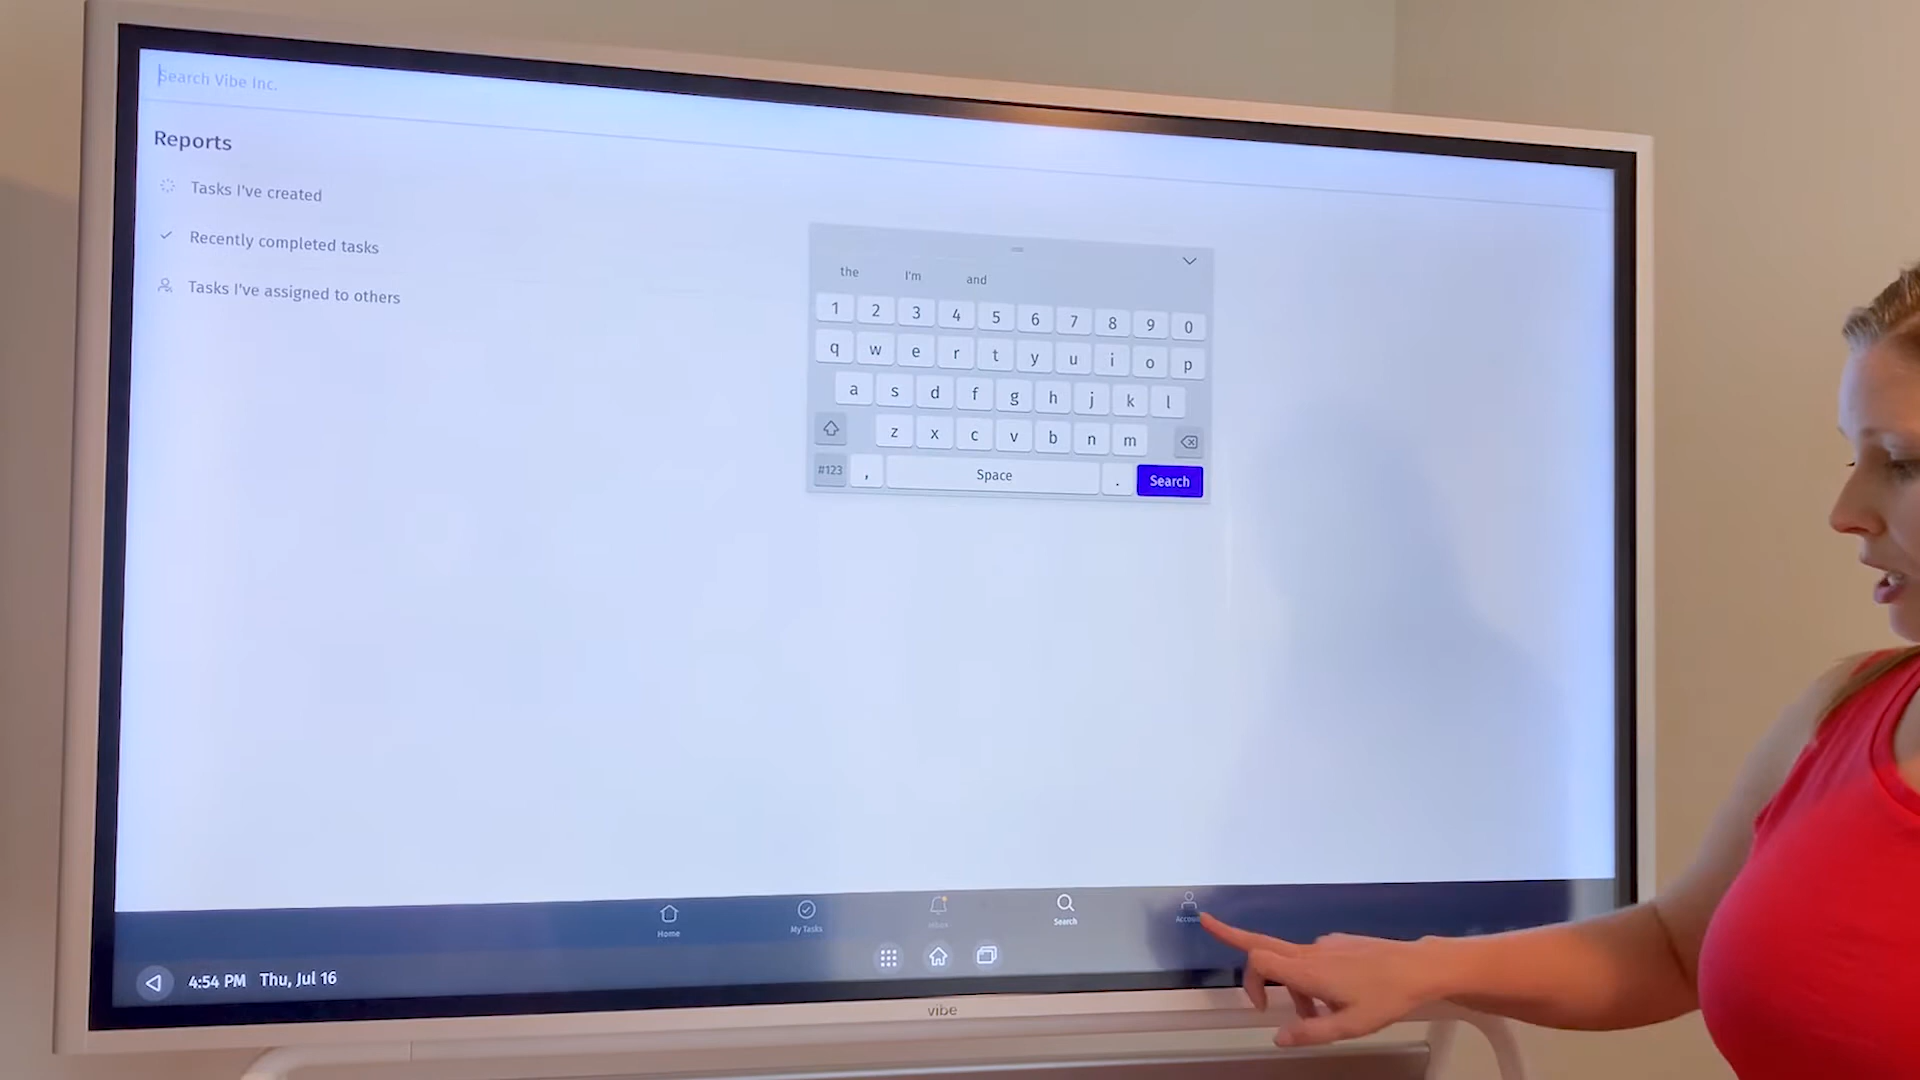 Search Vibe Inc.
Reports
Tasks I've created
Recently completed tasks
Tasks I've assigned to others
the I'm and
1 2 3 4 5 6 7 8 9 0
q w e r t y u i o p
a s d f g h j k l
z x c v b n m
#123 , Space . Search
Home My Tasks Inbox Search Account
4:54 PM Thu, Jul 16
vibe